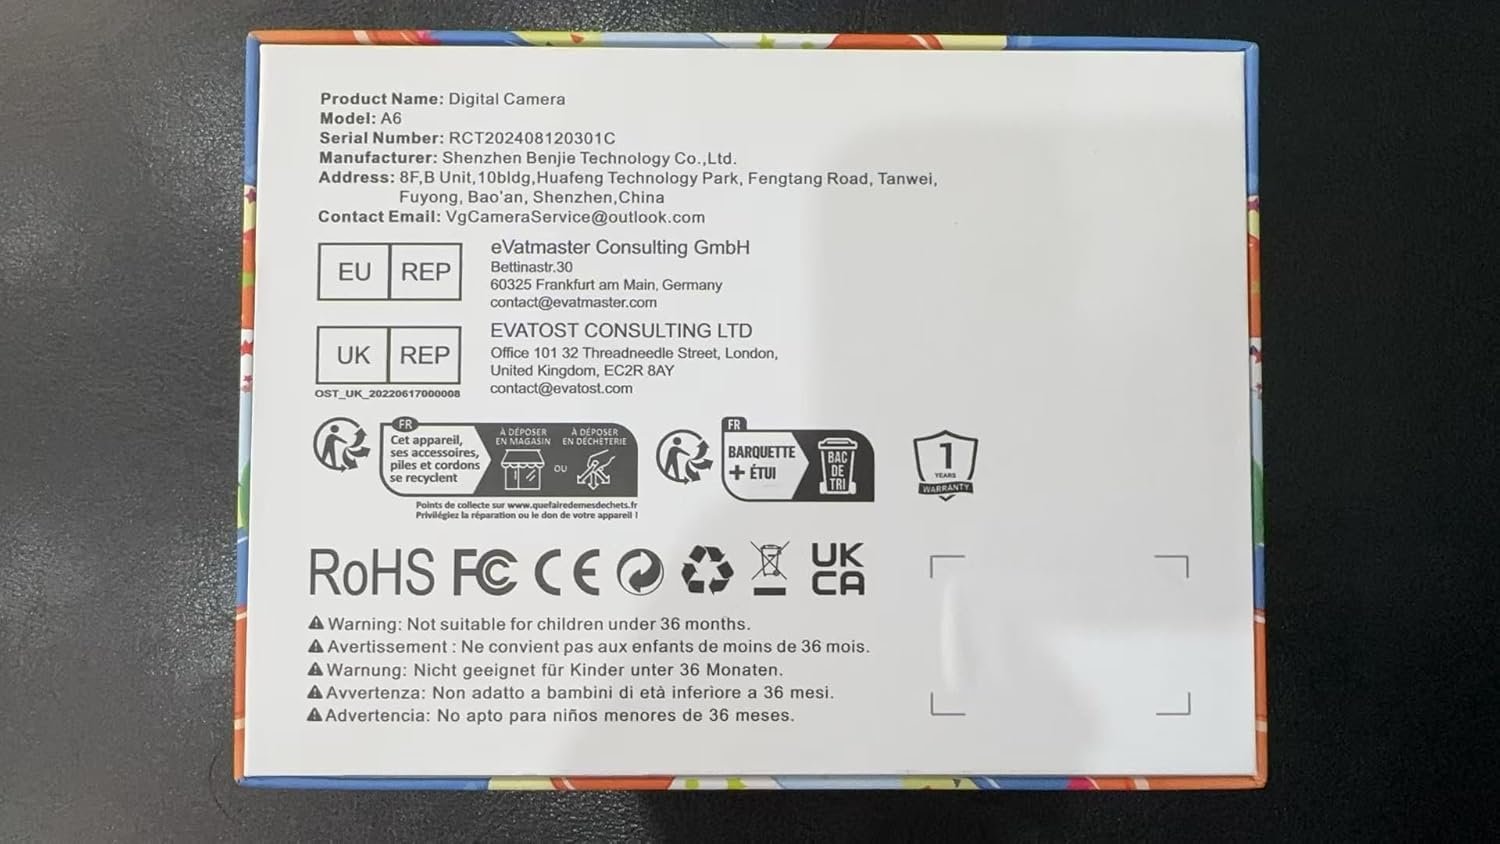 Product Name: Digital Camera
Model: A6
Serial Number: RCT202408120301C
Manufacturer: Shenzhen Benjie Technology Co.,Ltd.
Address: 8F,B Unit,10bldg,Huafeng Technology Park, Fengtang Road, Tanwei,
Fuyong, Bao'an, Shenzhen,China
Contact Email: VgCameraService@outlook.com
EU REP
eVatmaster Consulting GmbH
Bettinastr.30
60325 Frankfurt am Main, Germany
contact@evatmaster.com
UK REP
OST_UK_20220617000008
EVATOST CONSULTING LTD
Office 101 32 Threadneedle Street, London,
United Kingdom, EC2R 8AY
contact@evatost.com
FR
Cet appareil,
ses accessoires,
piles et cordons
se recyclent
À DÉPOSER
EN MAGASIN
OU
À DÉPOSER
EN DÉCHÈTERIE
Points de collecte sur www.quefairedemesdechets.fr
Privilégiez la réparation ou le don de votre appareil !
FR
BARQUETTE
+ ÉTUI
BAC
DE
TRI
1
YEARS
WARRANTY
RoHS FC CE
UK
CA
Warning: Not suitable for children under 36 months.
Avertissement : Ne convient pas aux enfants de moins de 36 mois.
Warnung: Nicht geeignet für Kinder unter 36 Monaten.
Avvertenza: Non adatto a bambini di età inferiore a 36 mesi.
Advertencia: No apto para niños menores de 36 meses.